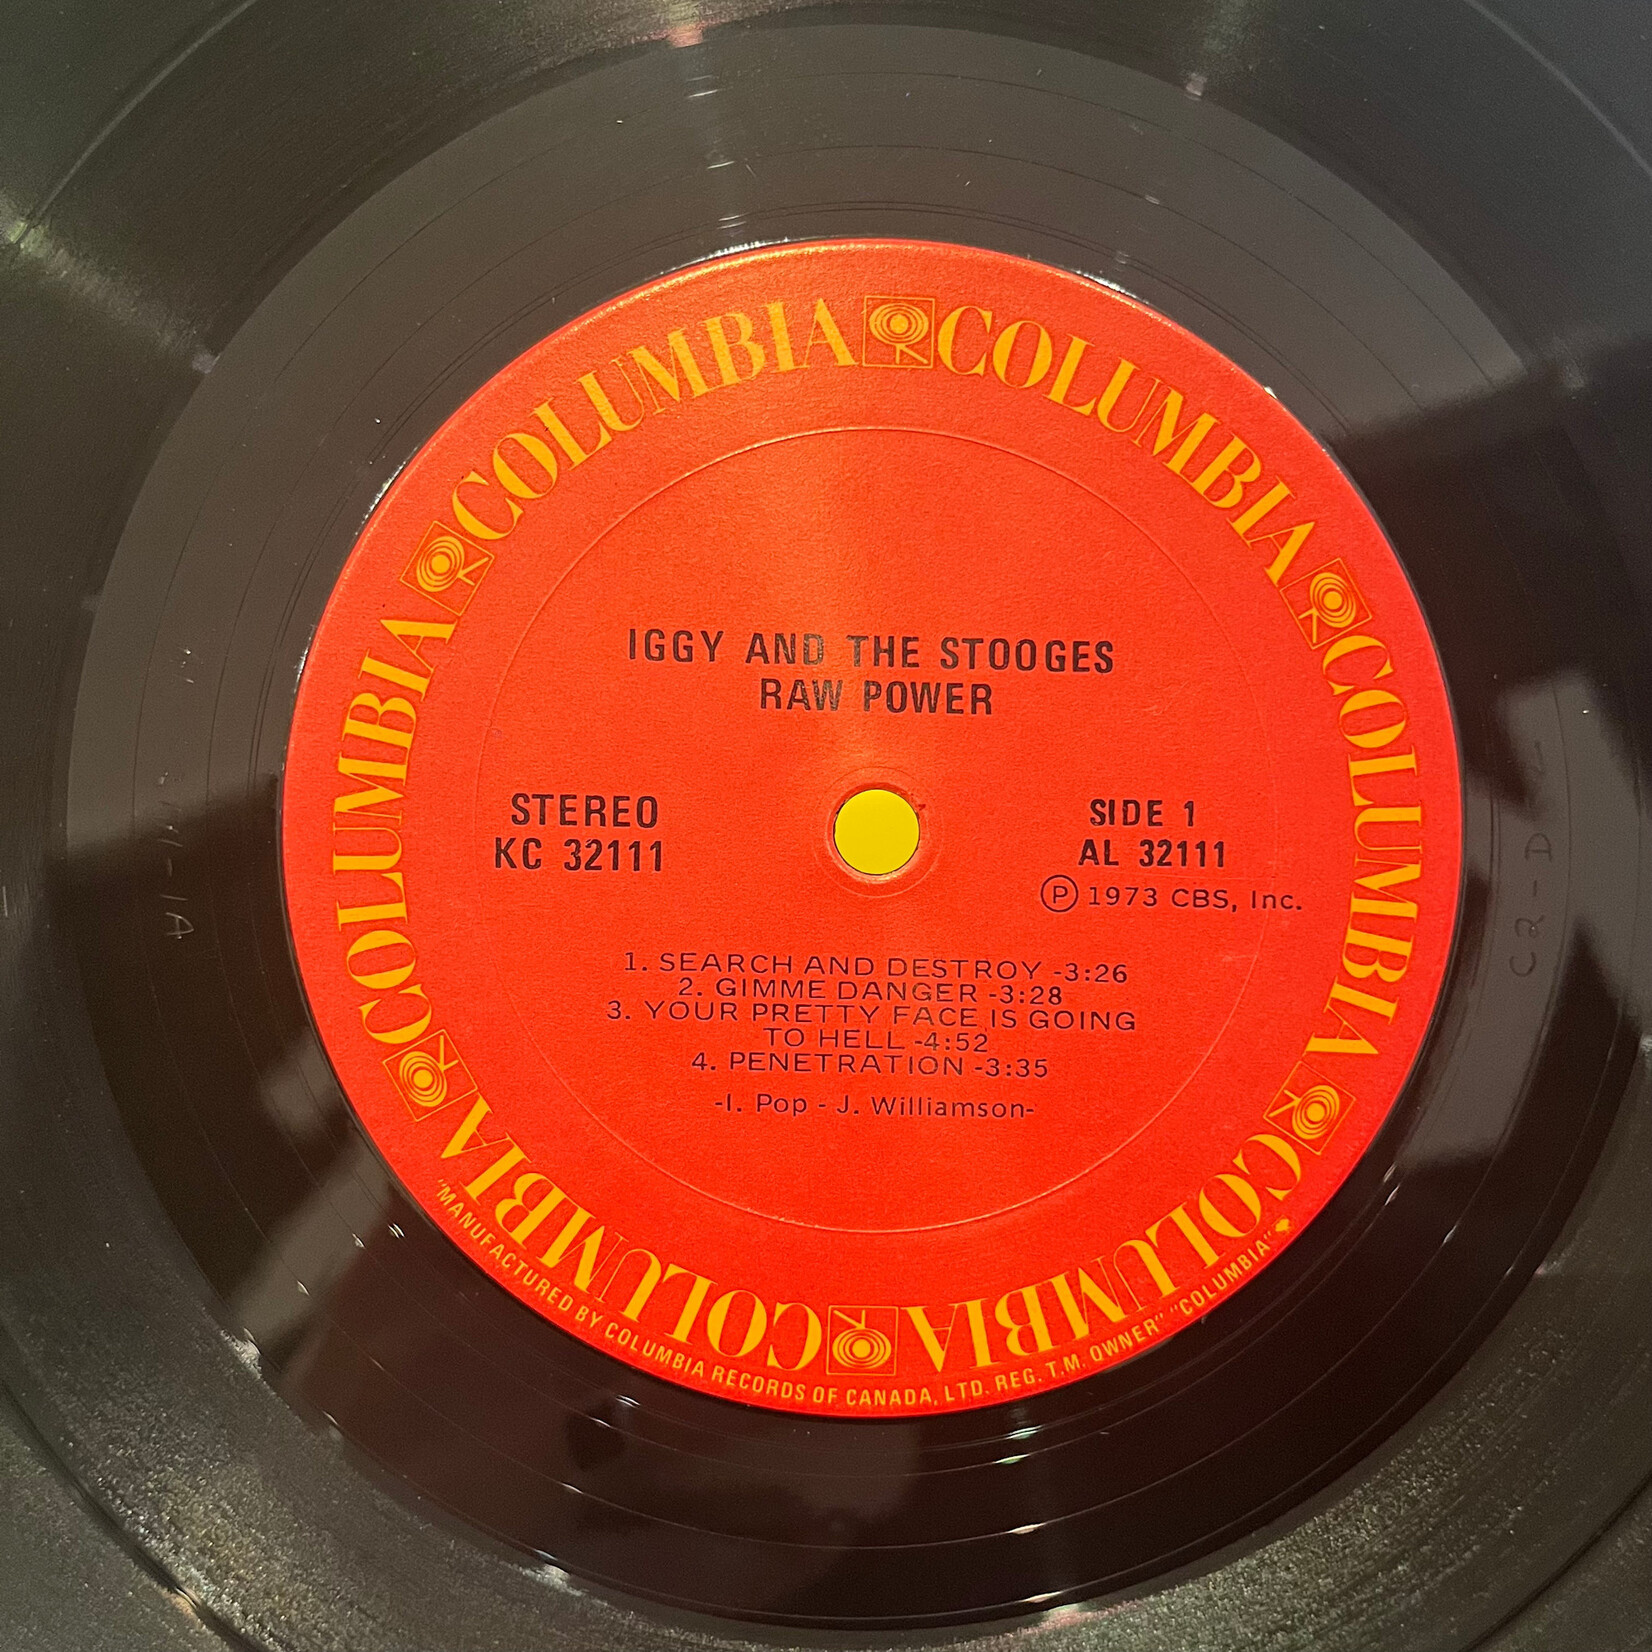 COLUMBIA COLUMBIA COLUMBIA COLUMBIA COLUMBIA COLUMBIA
IGGY AND THE STOOGES
RAW POWER
STEREO
KC 32111
SIDE 1
AL 32111
Ⓟ 1973 CBS, Inc.
1. SEARCH AND DESTROY -3:26
2. GIMME DANGER -3:28
3. YOUR PRETTY FACE IS GOING
TO HELL -4:52
4. PENETRATION -3:35
-I. Pop - J. Williamson-
"MANUFACTURED BY COLUMBIA RECORDS OF CANADA, LTD. REG. T.M. OWNER" "COLUMBIA"